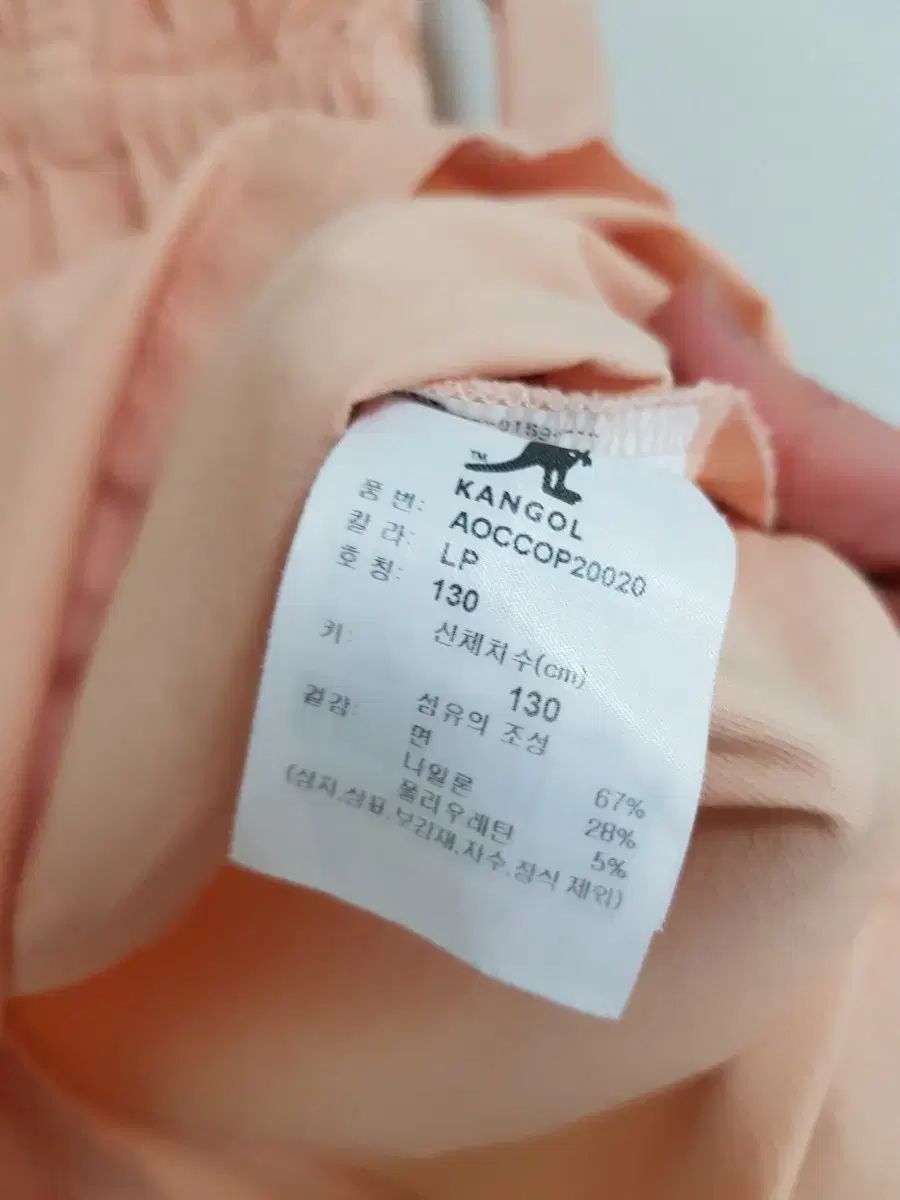 TM
KANGOL
품 번: AOCCOP20020
칼 라: LP
호 칭: 130
신체치수(cm)
키: 130
섬유의 조성
겉감: 면 67%
나일론 28%
폴리우레탄 5%
(심지.상표.부감재.자수.장식 제외)